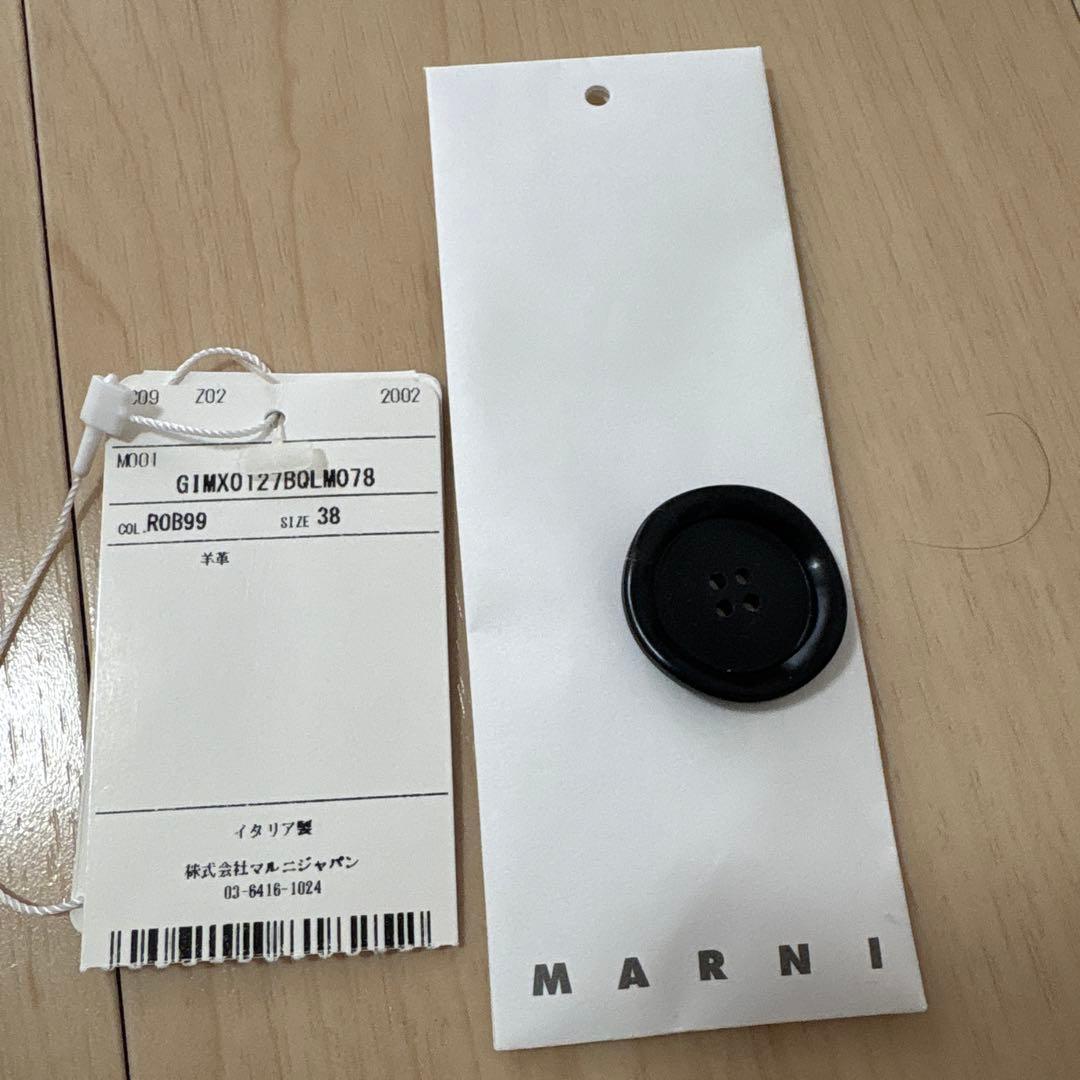 C09 Z02 2002
M001
GIMX0127BQLM078
COL. R0B99 SIZE 38
羊革
イタリア製
株式会社マルニジャパン
03-6416-1024
MARNI